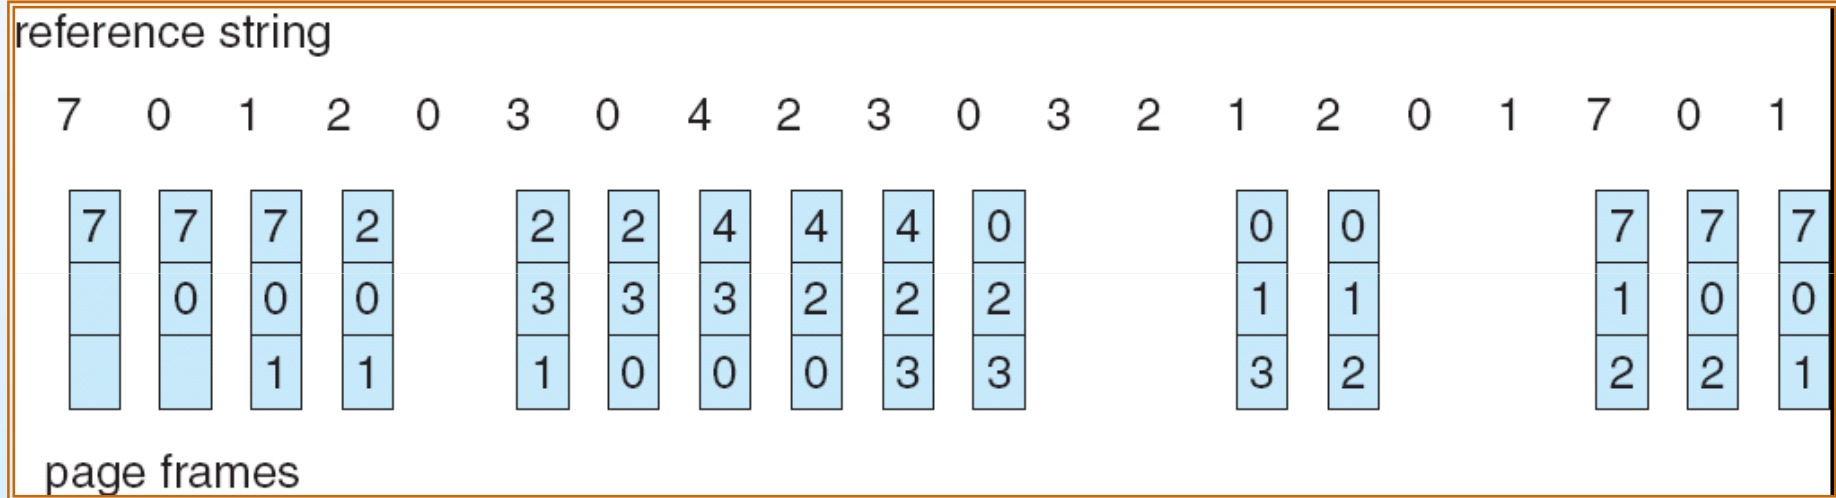 reference string
7 0 1 2 0 3 0 4 2 3 0 3 2 1 2 0 1 7 0 1
7 7 7 2 2 2 4 4 4 0 0 0 7 7 7
0 0 0 3 3 3 2 2 2 1 1 1 0 0
1 1 1 0 0 0 3 3 3 2 2 2 1
page frames